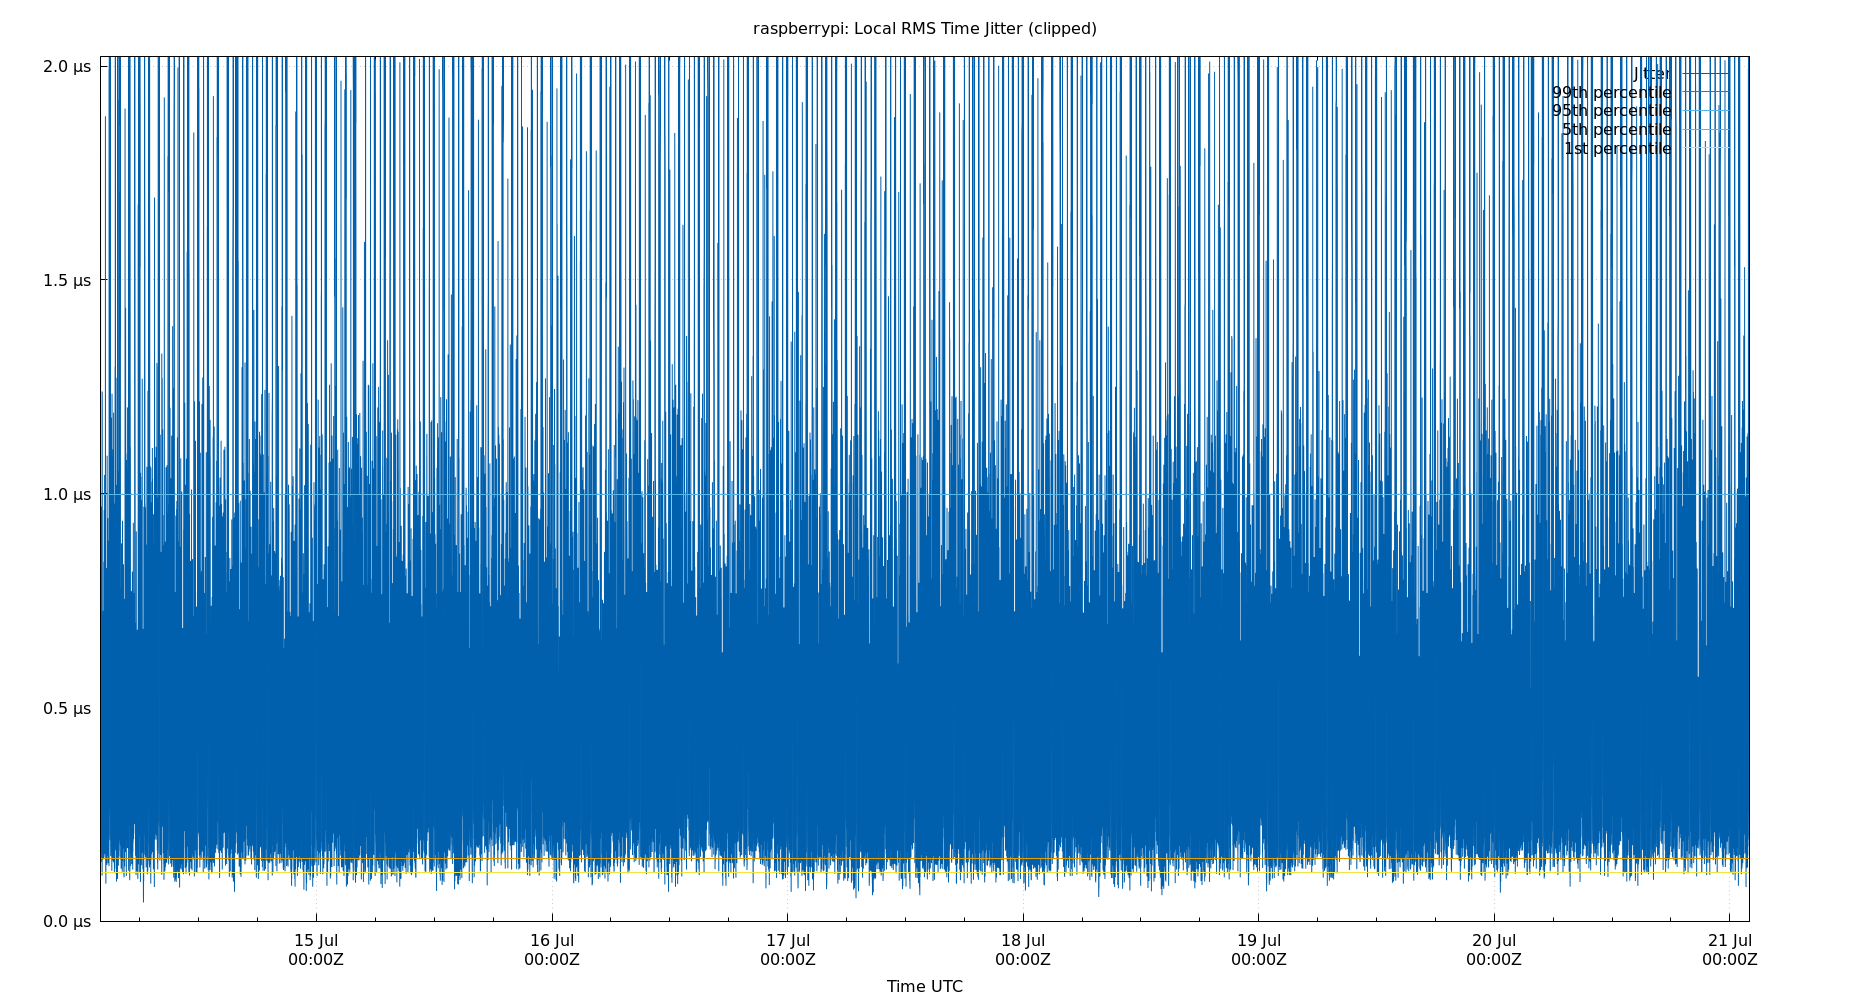 raspberrypi: Local RMS Time Jitter (clipped)
2.0 µs
1.5 µs
1.0 µs
0.5 µs
0.0 µs
Jitter
99th percentile
95th percentile
5th percentile
1st percentile
15 Jul
00:00Z
16 Jul
00:00Z
17 Jul
00:00Z
18 Jul
00:00Z
19 Jul
00:00Z
20 Jul
00:00Z
21 Jul
00:00Z
Time UTC